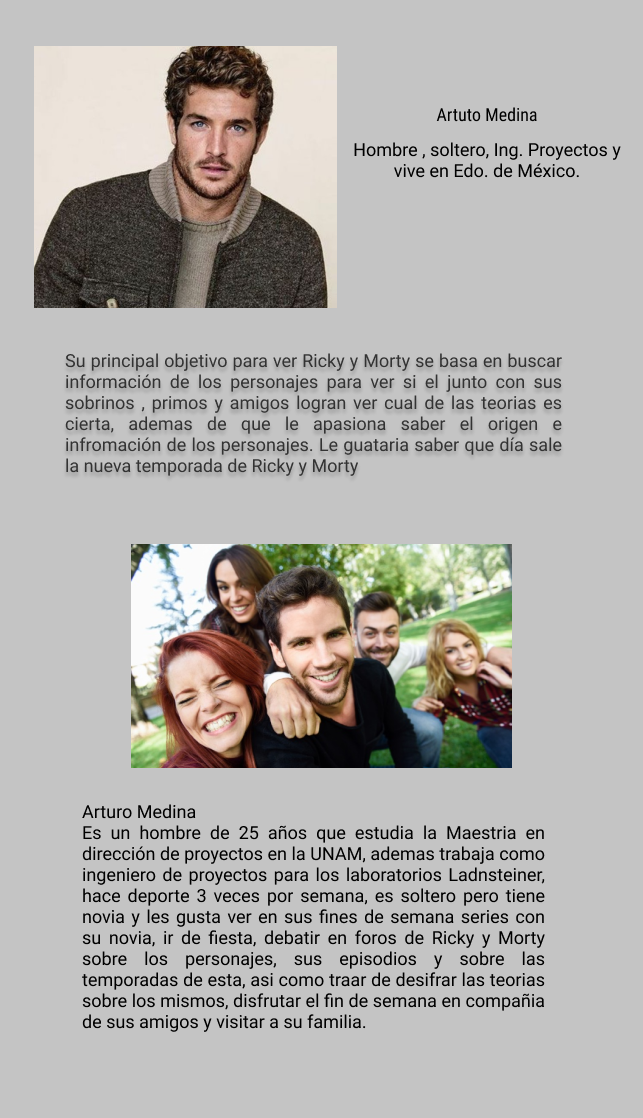 Artuto Medina
Hombre , soltero, Ing. Proyectos y
vive en Edo. de México.
Su principal objetivo para ver Ricky y Morty se basa en buscar
información de los personajes para ver si el junto con sus
sobrinos , primos y amigos logran ver cual de las teorias es
cierta, ademas de que le apasiona saber el origen e
infromación de los personajes. Le guataria saber que día sale
la nueva temporada de Ricky y Morty
Arturo Medina
Es un hombre de 25 años que estudia la Maestria en
dirección de proyectos en la UNAM, ademas trabaja como
ingeniero de proyectos para los laboratorios Ladnsteiner,
hace deporte 3 veces por semana, es soltero pero tiene
novia y les gusta ver en sus fines de semana series con
su novia, ir de fiesta, debatir en foros de Ricky y Morty
sobre los personajes, sus episodios y sobre las
temporadas de esta, asi como traar de desifrar las teorias
sobre los mismos, disfrutar el fin de semana en compañia
de sus amigos y visitar a su familia.